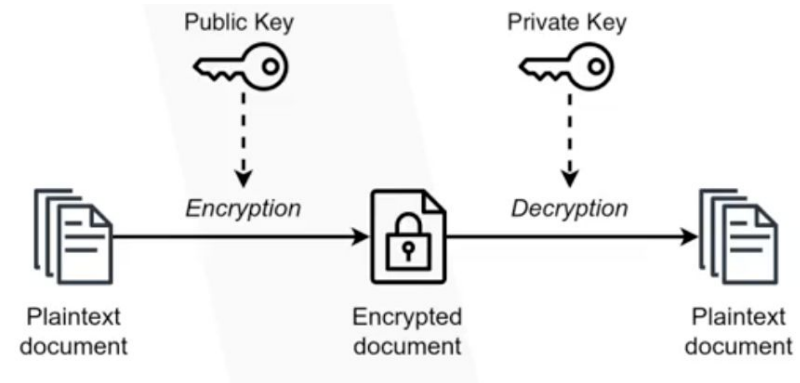 Public Key
Private Key
Encryption
Decryption
Plaintext
document
Encrypted
document
Plaintext
document